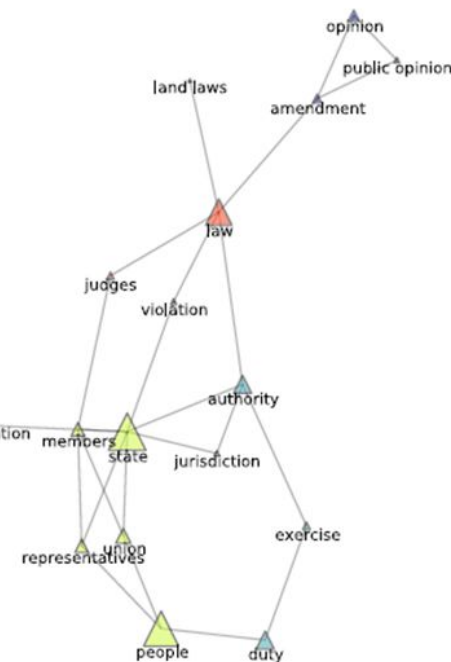 opinion
public opinion
land laws
amendment
law
judges
violation
authority
tion
members
state
jurisdiction
exercise
union
representatives
people
duty